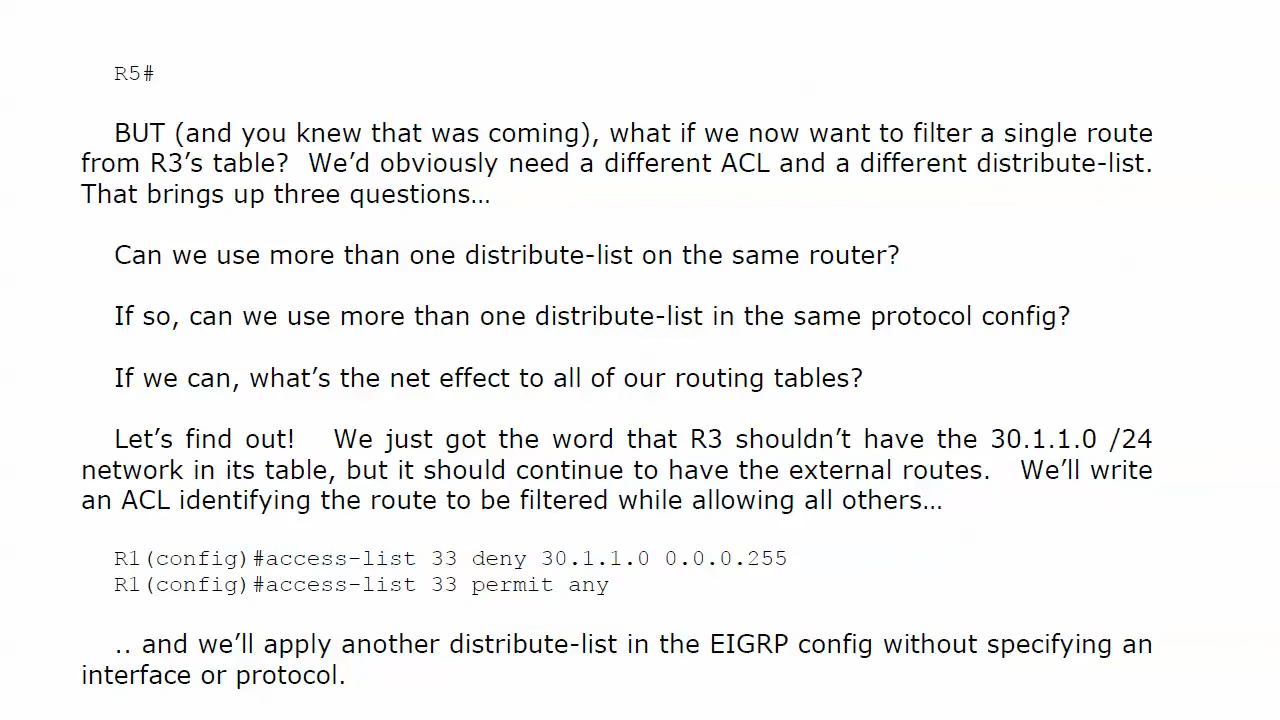 R5#
BUT (and you knew that was coming), what if we now want to filter a single route
from R3’s table?  We’d obviously need a different ACL and a different distribute-list.
That brings up three questions…
Can we use more than one distribute-list on the same router?
If so, can we use more than one distribute-list in the same protocol config?
If we can, what’s the net effect to all of our routing tables?
Let’s find out!  We just got the word that R3 shouldn’t have the 30.1.1.0 /24
network in its table, but it should continue to have the external routes.  We’ll write
an ACL identifying the route to be filtered while allowing all others…
R1(config)#access-list 33 deny 30.1.1.0 0.0.0.255
R1(config)#access-list 33 permit any
.. and we’ll apply another distribute-list in the EIGRP config without specifying an
interface or protocol.